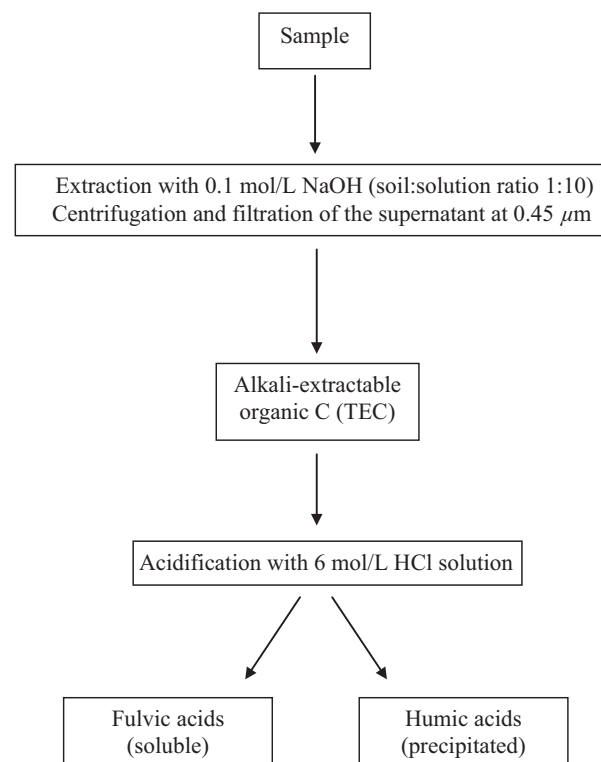 Sample
Extraction with 0.1 mol/L NaOH (soil:solution ratio 1:10)
Centrifugation and filtration of the supernatant at 0.45 µm
Alkali-extractable
organic C (TEC)
Acidification with 6 mol/L HCl solution
Fulvic acids
(soluble)
Humic acids
(precipitated)